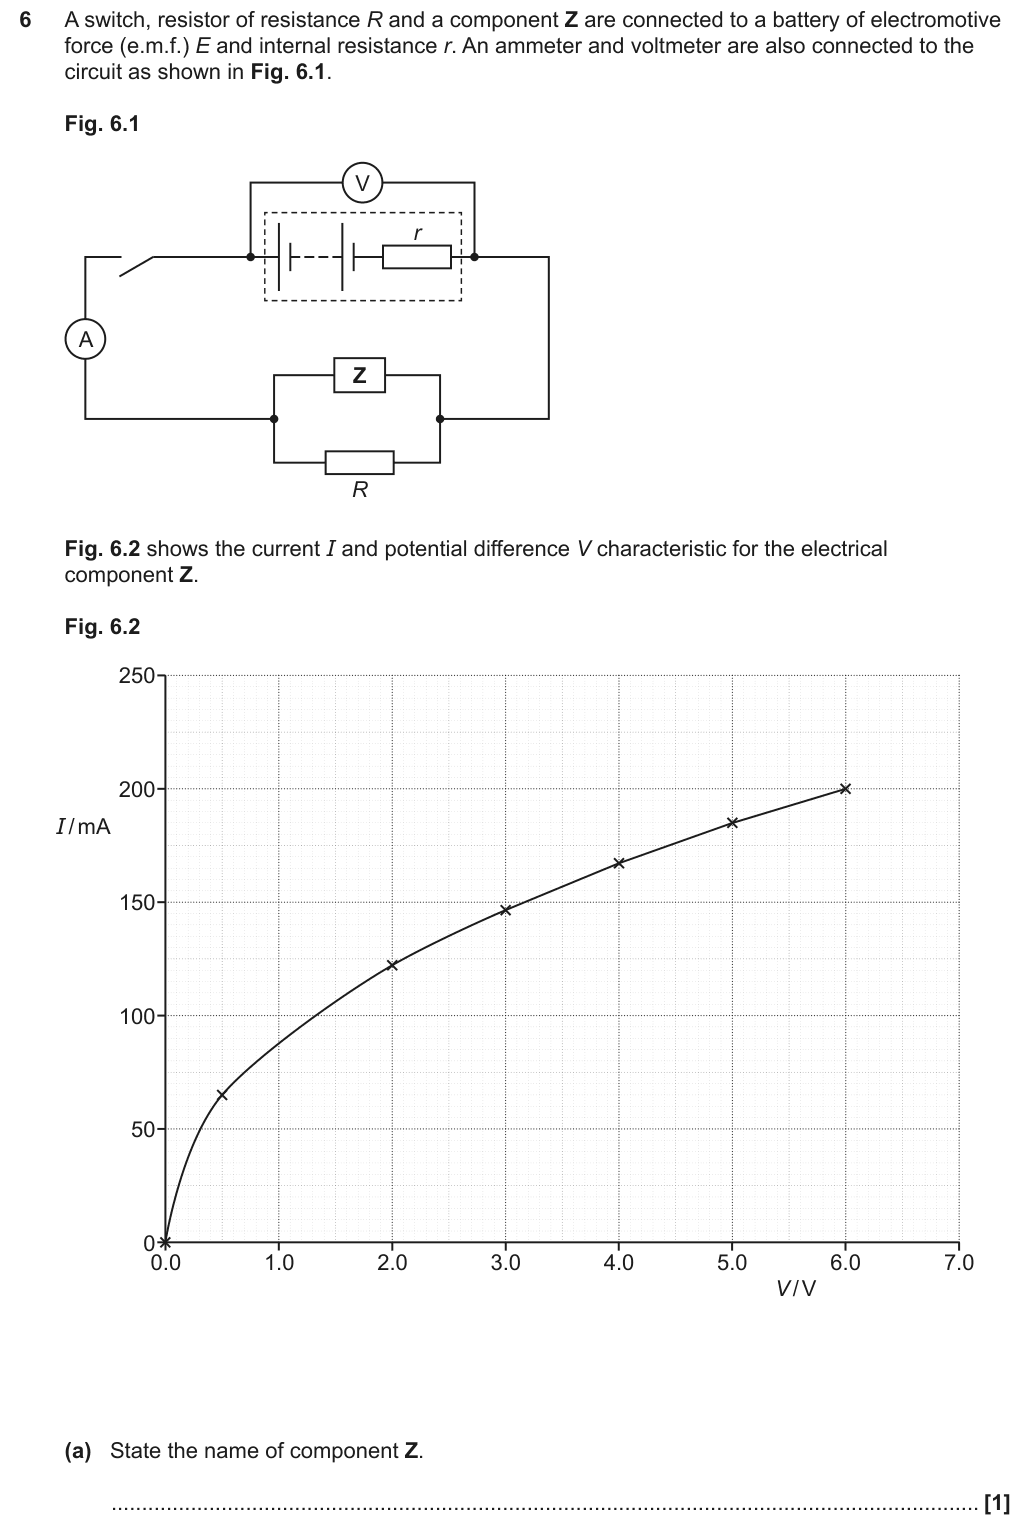 6 A switch, resistor of resistance R and a component Z are connected to a battery of electromotive
force (e.m.f.) E and internal resistance r. An ammeter and voltmeter are also connected to the
circuit as shown in Fig. 6.1.
Fig. 6.1
V
r
A
Z
R
Fig. 6.2 shows the current I and potential difference V characteristic for the electrical
component Z.
Fig. 6.2
250
200
I / mA
150
100
50
0
0.0 1.0 2.0 3.0 4.0 5.0 6.0 7.0
V / V
(a) State the name of component Z.
.......................................................................................................................................... [1]